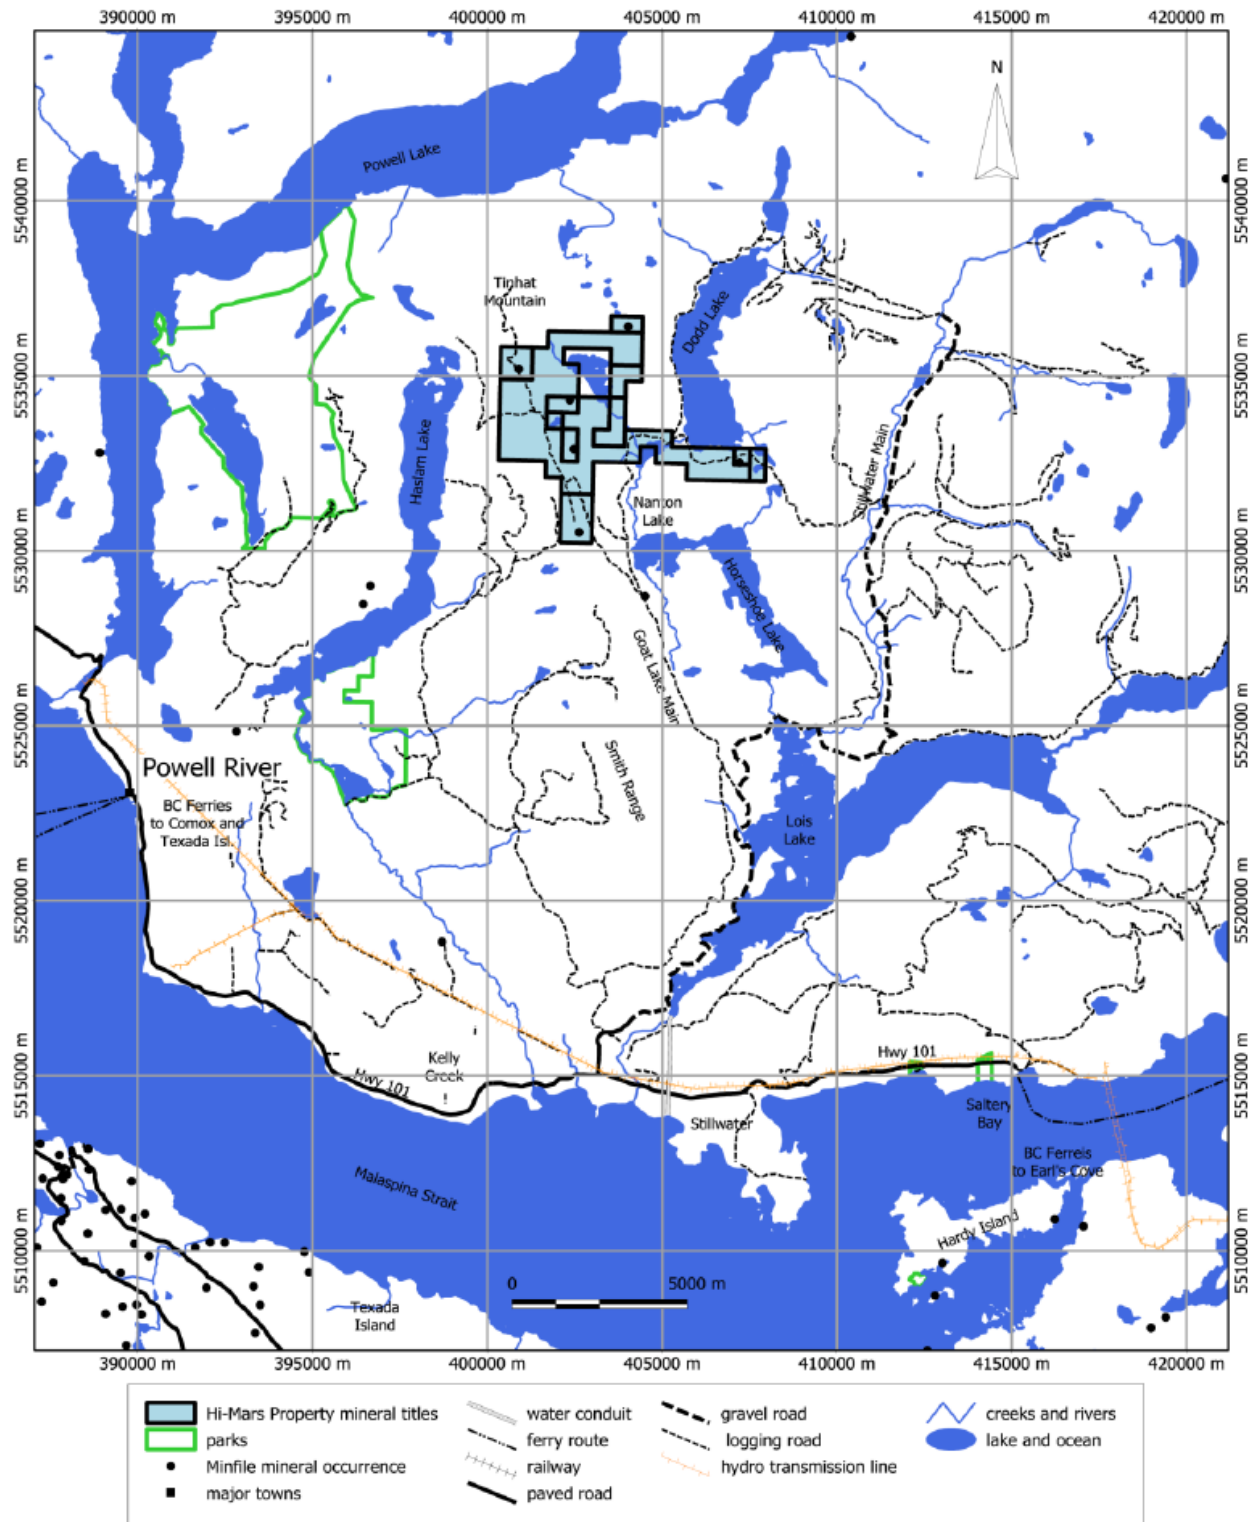 390000 m 395000 m 400000 m 405000 m 410000 m 415000 m 420000 m
N
Powell Lake
5540000 m 5540000 m
Tinhat
Mountain
Dodd Lake
5535000 m 5535000 m
Haslam Lake
Stillwater Main
Nanton
Lake
5530000 m 5530000 m
Horseshoe Lake
Goat Lake Main
5525000 m 5525000 m
Powell River
Smith Range
BC Ferries
to Comox and
Texada Isl.
Lois
Lake
5520000 m 5520000 m
Kelly
Creek
Hwy 101
Hwy 101
5515000 m 5515000 m
Saltery
Bay
Stillwater
BC Ferreis
to Earl's Cove
Malaspina Strait
Hardy Island
5510000 m 5510000 m
0 5000 m
Texada
Island
390000 m 395000 m 400000 m 405000 m 410000 m 415000 m 420000 m
Hi-Mars Property mineral titles
parks
Minfile mineral occurrence
major towns
water conduit
ferry route
railway
paved road
gravel road
logging road
hydro transmission line
creeks and rivers
lake and ocean